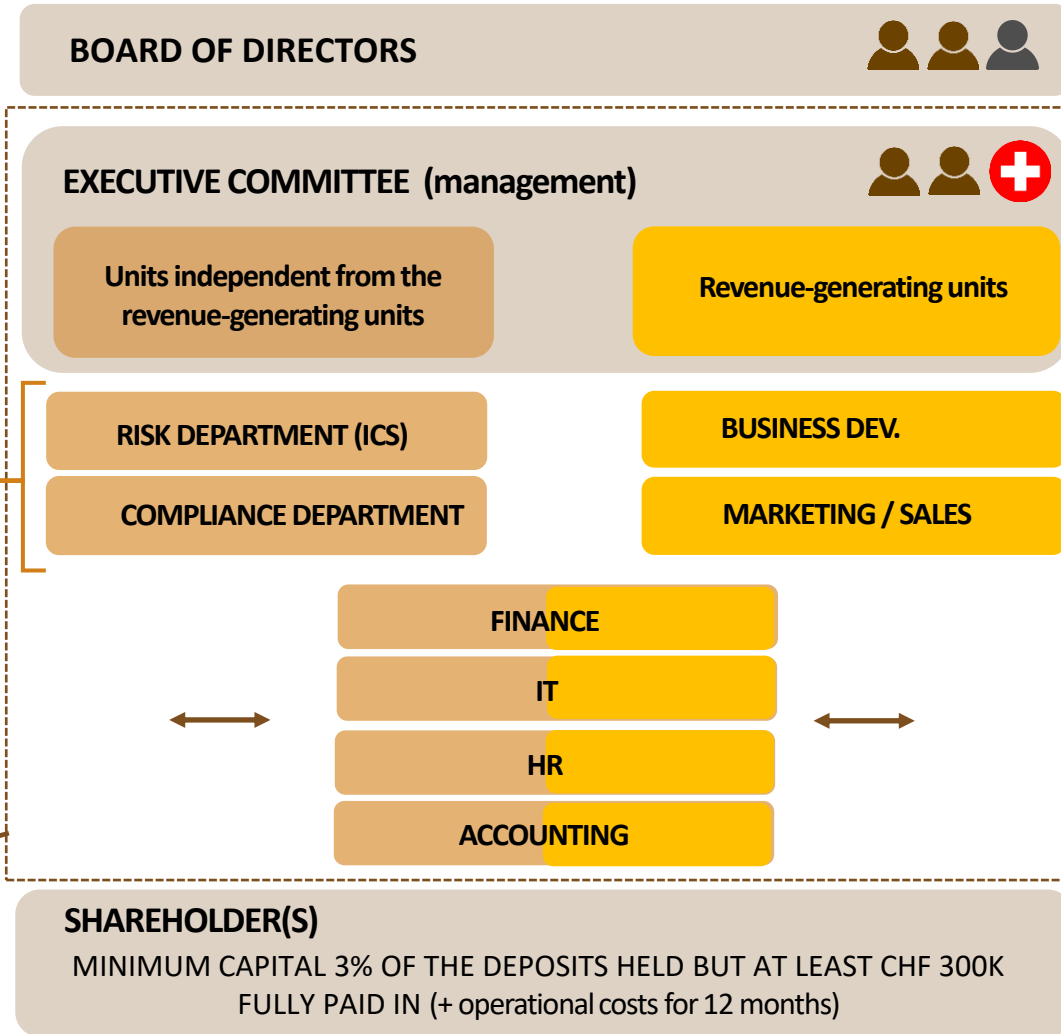 BOARD OF DIRECTORS
EXECUTIVE COMMITTEE (management)
Units independent from the
revenue-generating units
Revenue-generating units
RISK DEPARTMENT (ICS)
BUSINESS DEV.
COMPLIANCE DEPARTMENT
MARKETING / SALES
FINANCE
IT
HR
ACCOUNTING
SHAREHOLDER(S)
MINIMUM CAPITAL 3% OF THE DEPOSITS HELD BUT AT LEAST CHF 300K
FULLY PAID IN (+ operational costs for 12 months)